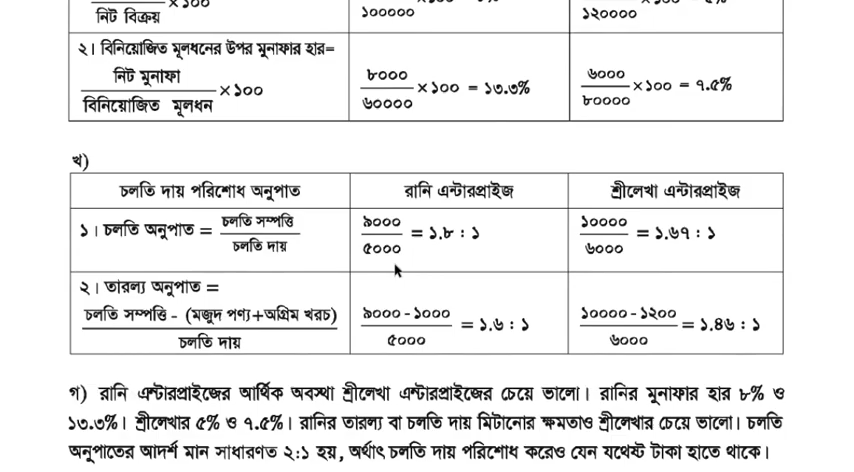 নিট বিক্রয় ×১০০ ১০০০০০ ১২০০০০
২। বিনিয়োজিত মূলধনের উপর মুনাফার হার=
নিট মুনাফা / বিনিয়োজিত মূলধন ×১০০ ৮০০০ / ৬০০০০ ×১০০ = ১৩.৩% ৬০০০ / ৮০০০০ ×১০০ = ৭.৫%
খ)
চলতি দায় পরিশোধ অনুপাত রানি এন্টারপ্রাইজ শ্রীলেখা এন্টারপ্রাইজ
১। চলতি অনুপাত = চলতি সম্পত্তি / চলতি দায় ৯০০০ / ৫০০০ = ১.৮ : ১ ১০০০০ / ৬০০০ = ১.৬৭ : ১
২। তারল্য অনুপাত =
চলতি সম্পত্তি - (মজুদ পণ্য+অগ্রিম খরচ) / চলতি দায় ৯০০০ - ১০০০ / ৫০০০ = ১.৬ : ১ ১০০০০ - ১২০০ / ৬০০০ = ১.৪৬ : ১
গ) রানি এন্টারপ্রাইজের আর্থিক অবস্থা শ্রীলেখা এন্টারপ্রাইজের চেয়ে ভালো। রানির মুনাফার হার ৮% ও
১৩.৩%। শ্রীলেখার ৫% ও ৭.৫%। রানির তারল্য বা চলতি দায় মিটানোর ক্ষমতাও শ্রীলেখার চেয়ে ভালো। চলতি
অনুপাতের আদর্শ মান সাধারণত ২:১ হয়, অর্থাৎ চলতি দায় পরিশোধ করেও যেন যথেষ্ট টাকা হাতে থাকে।